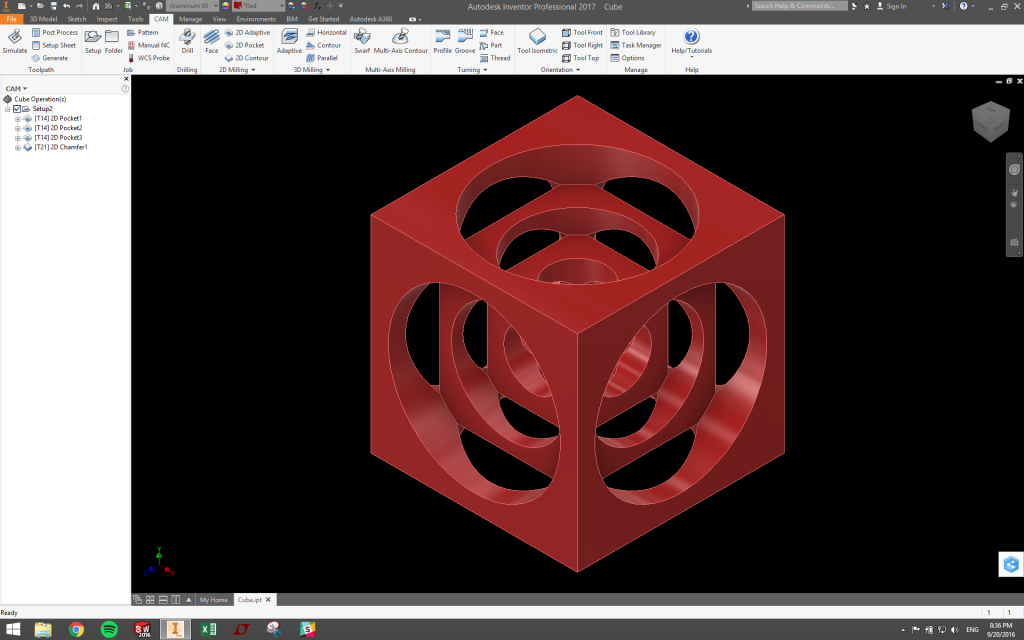 Aluminum 60
*Red
Autodesk Inventor Professional 2017 Cube
Search Help & Commands...
Sign In
File 3D Model Sketch Inspect Tools CAM Manage View Environments BIM Get Started Autodesk A360
Simulate
Post Process
Setup Sheet
Generate
Toolpath
Setup
Folder
Pattern
Manual NC
WCS Probe
Job
Drill
Drilling
Face
2D Adaptive
2D Pocket
2D Contour
2D Milling
Adaptive
Horizontal
Contour
Parallel
3D Milling
Swarf
Multi-Axis Contour
Multi-Axis Milling
Profile
Groove
Face
Part
Thread
Turning
Tool Isometric
Tool Front
Tool Right
Tool Top
Orientation
Tool Library
Task Manager
Options
Manage
Help/Tutorials
Help
CAM
Cube Operation(s)
Setup2
[T14] 2D Pocket1
[T14] 2D Pocket2
[T14] 2D Pocket3
[T21] 2D Chamfer1
Y
Z
X
My Home
Cube.ipt
Ready
1 1
2016
ENG
8:36 PM
9/20/2016